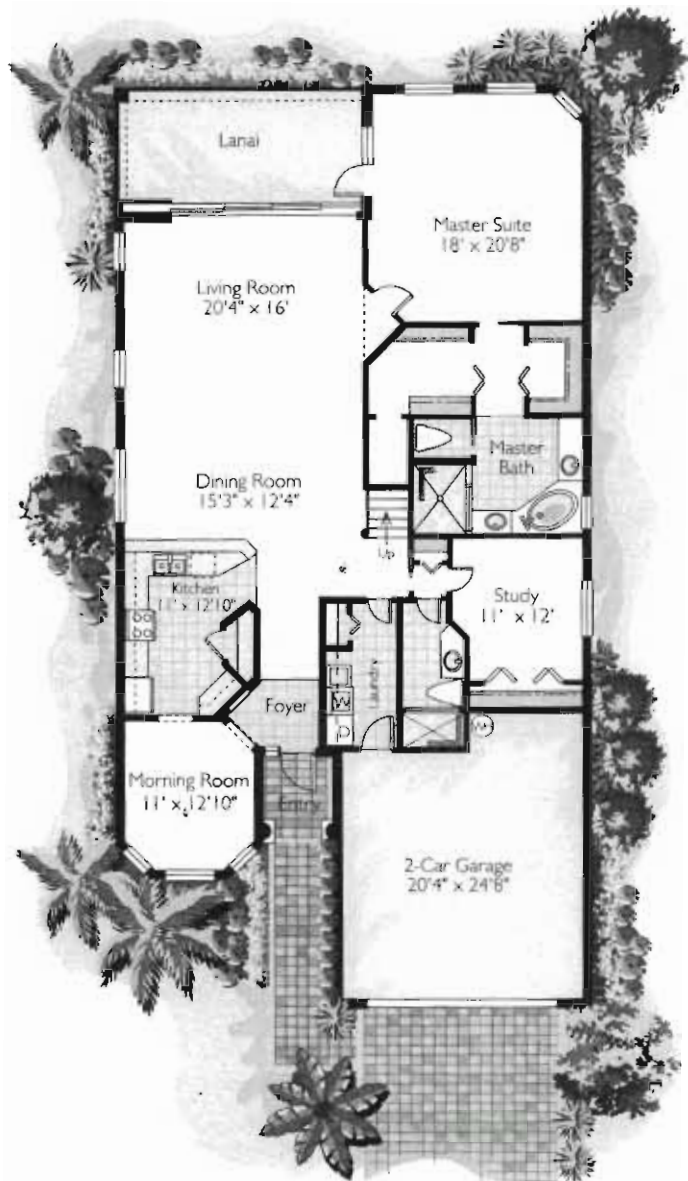 Lanai
Master Suite
18' x 20'8"
Living Room
20'4" x 16'
Master
Bath
Dining Room
15'3" x 12'4"
Up
Kitchen
11' x 12'10"
Study
11' x 12'
Laundry
W
D
Foyer
Morning Room
11' x 12'10"
Entry
2-Car Garage
20'4" x 24'8"